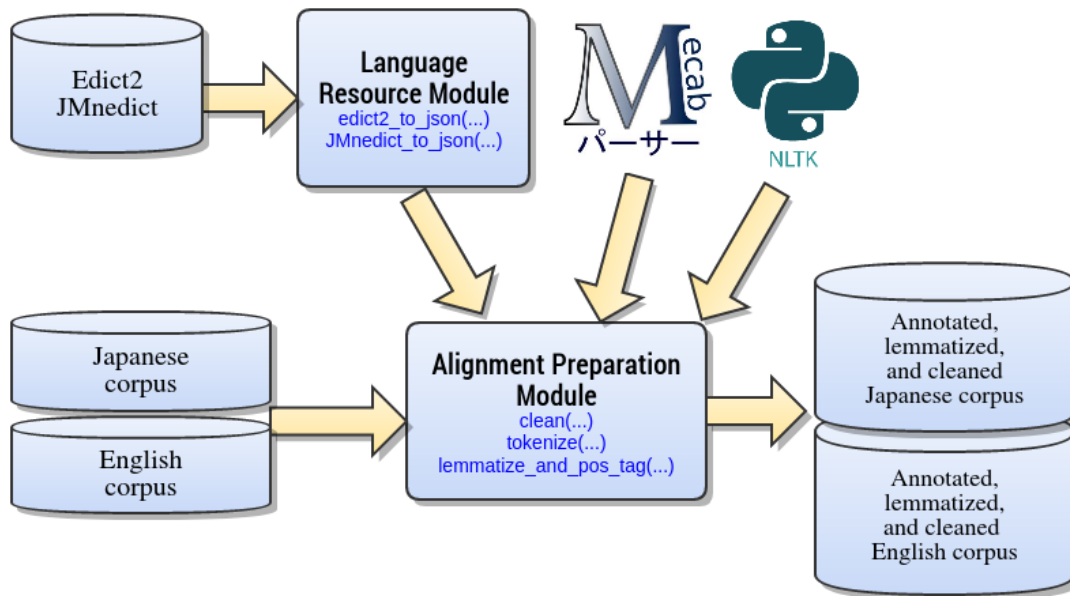 Edict2
JMnedict
Language
Resource Module
edict2_to_json(...)
JMnedict_to_json(...)
Mecab
パーサー
NLTK
Japanese
corpus
English
corpus
Alignment Preparation
Module
clean(...)
tokenize(...)
lemmatize_and_pos_tag(...)
Annotated,
lemmatized,
and cleaned
Japanese corpus
Annotated,
lemmatized,
and cleaned
English corpus